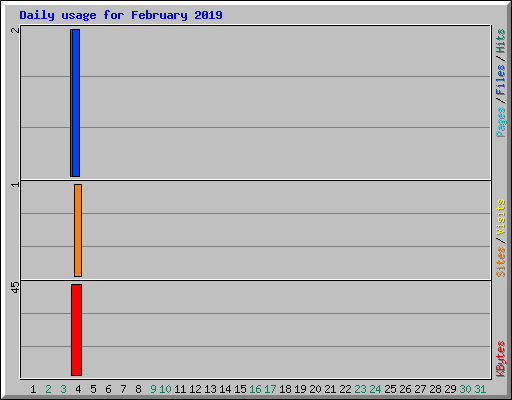 Daily usage for February 2019
2
1
45
Pages / Files / Hits
Sites / Visits
KBytes
1 2 3 4 5 6 7 8 9 10 11 12 13 14 15 16 17 18 19 20 21 22 23 24 25 26 27 28 29 30 31